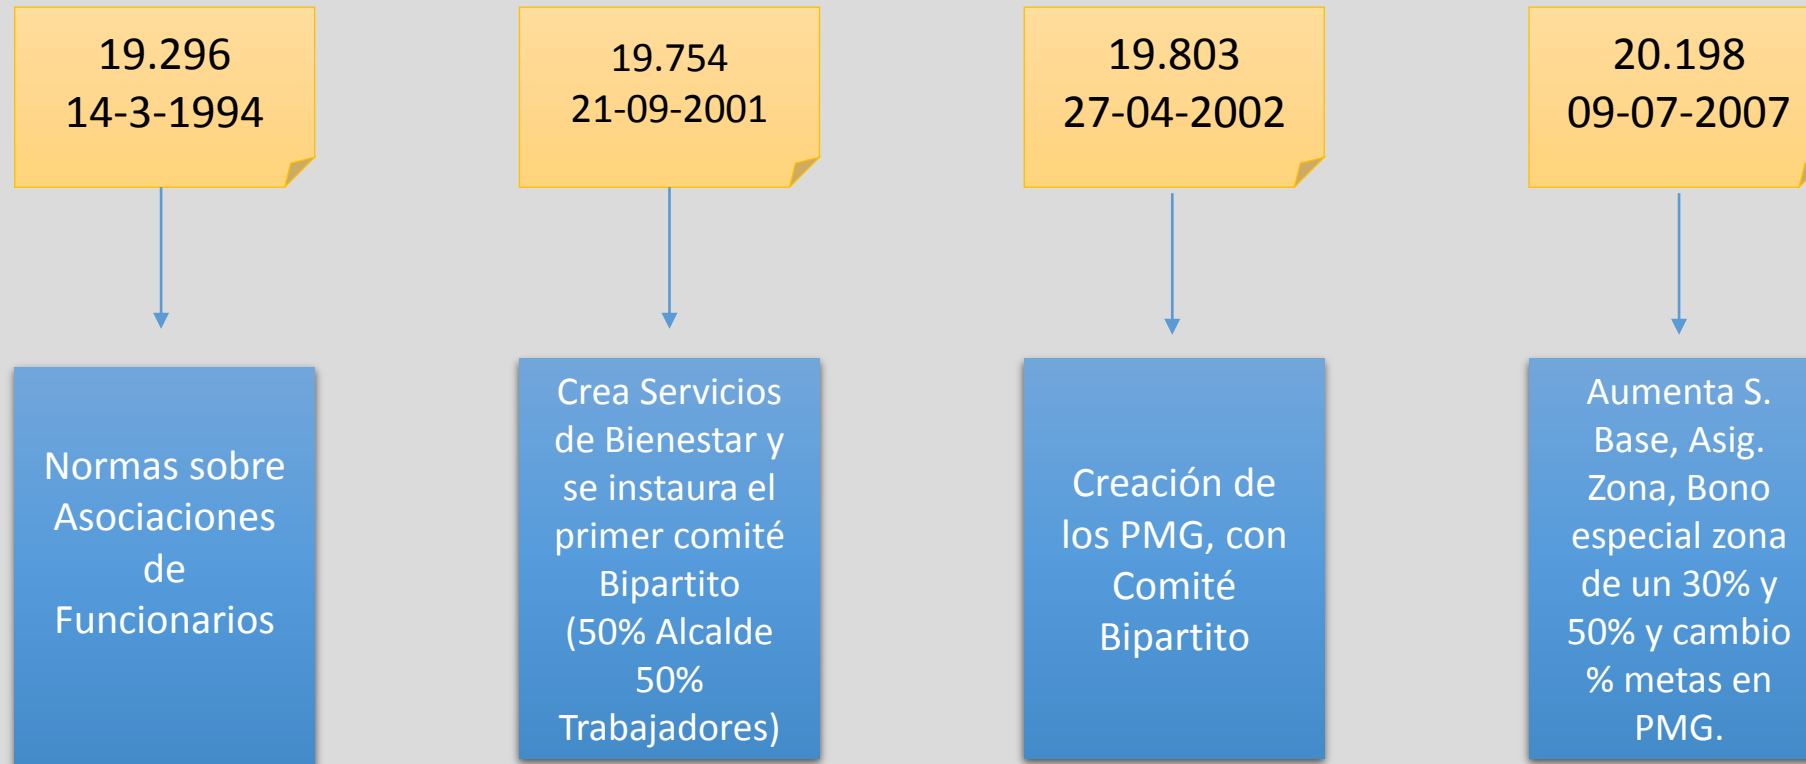 19.296
14-3-1994
19.754
21-09-2001
19.803
27-04-2002
20.198
09-07-2007
Normas sobre
Asociaciones
de
Funcionarios
Crea Servicios
de Bienestar y
se instaura el
primer comité
Bipartito
(50% Alcalde
50%
Trabajadores)
Creación de
los PMG, con
Comité
Bipartito
Aumenta S.
Base, Asig.
Zona, Bono
especial zona
de un 30% y
50% y cambio
% metas en
PMG.